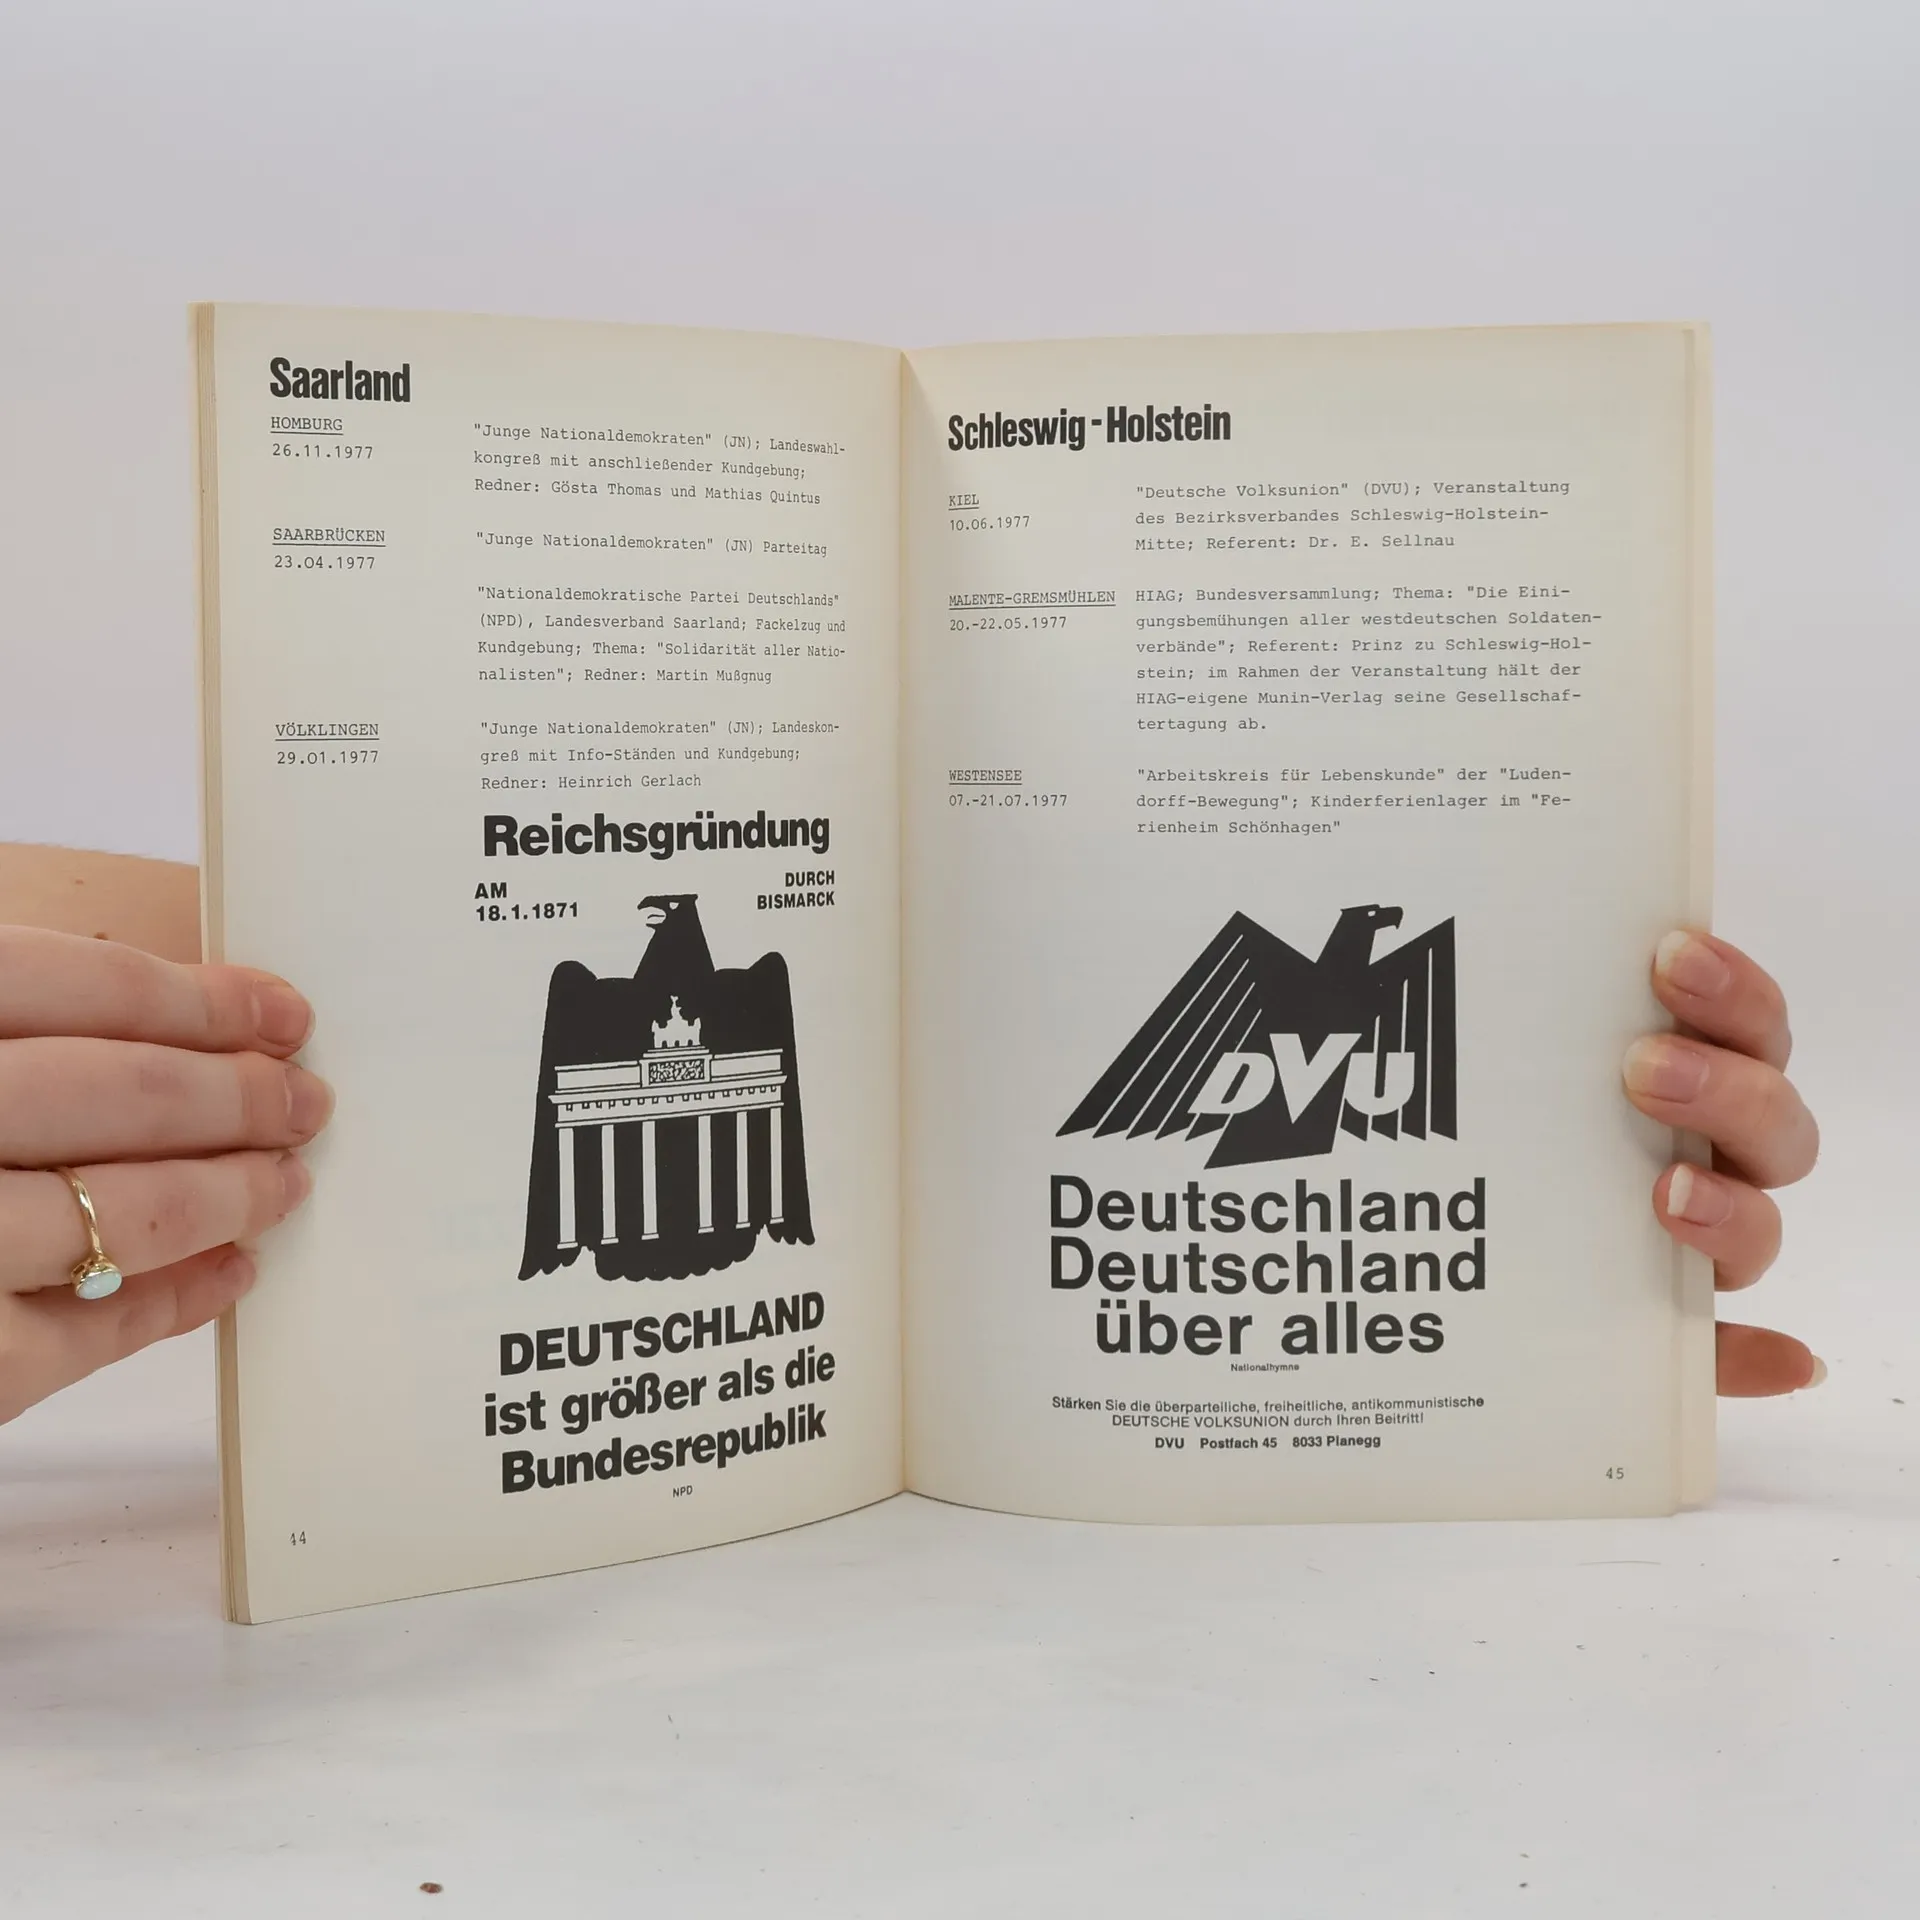 Saarland
HOMBURG
26.11.1977
"Junge Nationaldemokraten" (JN); Landeswahl-
kongreß mit anschließender Kundgebung;
Redner: Gösta Thomas und Mathias Quintus
SAARBRÜCKEN
23.04.1977
"Junge Nationaldemokraten" (JN) Parteitag
"Nationaldemokratische Partei Deutschlands"
(NPD), Landesverband Saarland; Fackelzug und
Kundgebung; Thema: "Solidarität aller Natio-
nalisten"; Redner: Martin Mußgnug
VÖLKLINGEN
29.01.1977
"Junge Nationaldemokraten" (JN); Landeskon-
greß mit Info-Ständen und Kundgebung;
Redner: Heinrich Gerlach
Reichsgründung
AM
18.1.1871
DURCH
BISMARCK
DEUTSCHLAND
ist größer als die
Bundesrepublik
NPD
44
Schleswig-Holstein
KIEL
10.06.1977
"Deutsche Volksunion" (DVU); Veranstaltung
des Bezirksverbandes Schleswig-Holstein-
Mitte; Referent: Dr. E. Sellnau
MALENTE-GREMSMÜHLEN
20.-22.05.1977
HIAG; Bundesversammlung; Thema: "Die Eini-
gungsbemühungen aller westdeutschen Soldaten-
verbände"; Referent: Prinz zu Schleswig-Hol-
stein; im Rahmen der Veranstaltung hält der
HIAG-eigene Munin-Verlag seine Gesellschaf-
tertagung ab.
WESTENSEE
07.-21.07.1977
"Arbeitskreis für Lebenskunde" der "Luden-
dorff-Bewegung"; Kinderferienlager im "Fe-
rienheim Schönhagen"
DVU
Deutschland
Deutschland
über alles
Nationalhymne
Stärken Sie die überparteiliche, freiheitliche, antikommunistische
DEUTSCHE VOLKSUNION durch Ihren Beitritt!
DVU Postfach 45 8033 Planegg
45